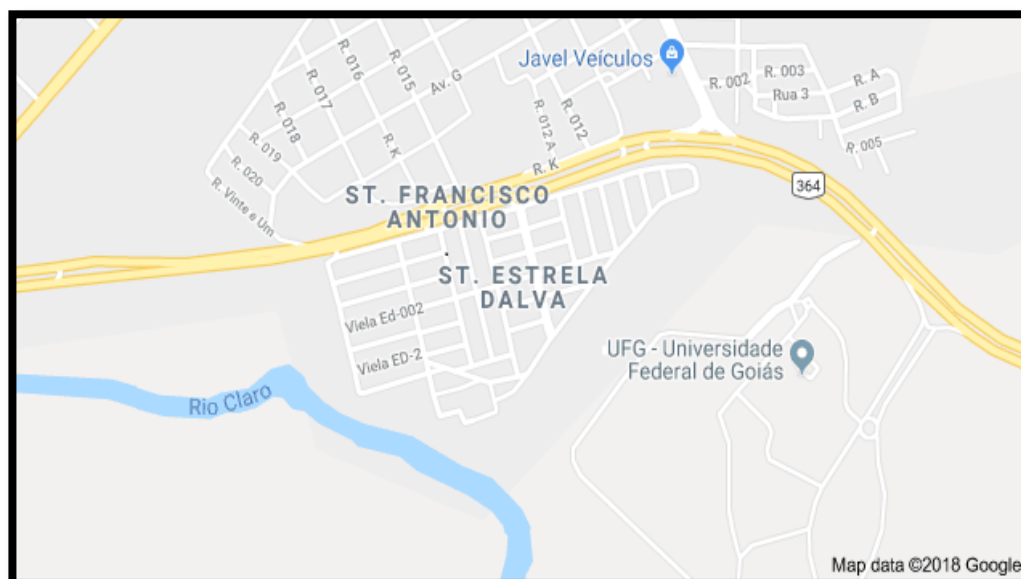 Javel Veículos
R. 016
R. 015
R. 017
Av. G
R. 002
R. 003
R. A
Rua 3
R. B
R. 018
R. 012 A
R. 012
R. 005
R. 019
R. K
R. 020
R. K
364
R. Vinte e Um
ST. FRANCISCO
ANTONIO
ST. ESTRELA
DALVA
Viela Ed-002
Viela ED-2
UFG - Universidade
Federal de Goiás
Rio Claro
Map data ©2018 Google